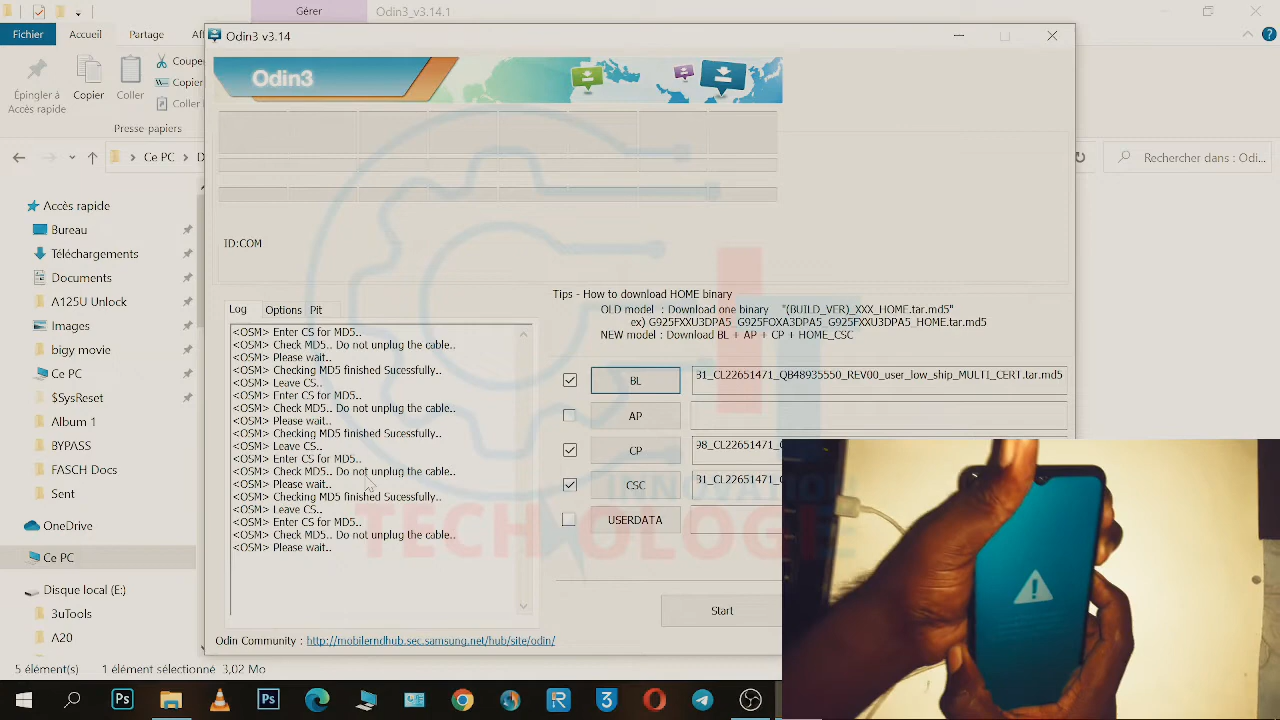 Gérer
Odin3_v3.14.1
Fichier
Accueil
Partage
Épingler à
Accès rapide
Copier
Coller
Presse papiers
Ce PC
Rechercher dans : Odi...
Accès rapide
Bureau
Téléchargements
Documents
A125U Unlock
Images
bigy movie
Ce PC
$SysReset
Album 1
BYPASS
FASCH Docs
Sent
OneDrive
Ce PC
Disque local (E:)
3uTools
A20
5 élément(s) 1 élément sélectionné 3,02 Mo
Odin3 v3.14
Odin3
ID:COM
Log
Options
Pit
<OSM> Enter CS for MD5..
<OSM> Check MD5.. Do not unplug the cable..
<OSM> Please wait..
<OSM> Checking MD5 finished Sucessfully..
<OSM> Leave CS..
<OSM> Enter CS for MD5..
<OSM> Check MD5.. Do not unplug the cable..
<OSM> Please wait..
<OSM> Checking MD5 finished Sucessfully..
<OSM> Leave CS..
<OSM> Enter CS for MD5..
<OSM> Check MD5.. Do not unplug the cable..
<OSM> Please wait..
<OSM> Checking MD5 finished Sucessfully..
<OSM> Leave CS..
<OSM> Enter CS for MD5..
<OSM> Check MD5.. Do not unplug the cable..
<OSM> Please wait..
Tips - How to download HOME binary
OLD model : Download one binary "(BUILD_VER)_XXX_HOME.tar.md5"
ex) G925FXXU3DPA5_G925FOXA3DPA5_G925FXXU3DPA5_HOME.tar.md5
NEW model : Download BL + AP + CP + HOME_CSC
BL
31_CL22651471_QB48935550_REV00_user_low_ship_MULTI_CERT.tar.md5
AP
CP
98_CL22651471_
CSC
31_CL22651471_
USERDATA
Start
Odin Community : http://mobilerndhub.sec.samsung.net/hub/site/odin/
INNOVATION